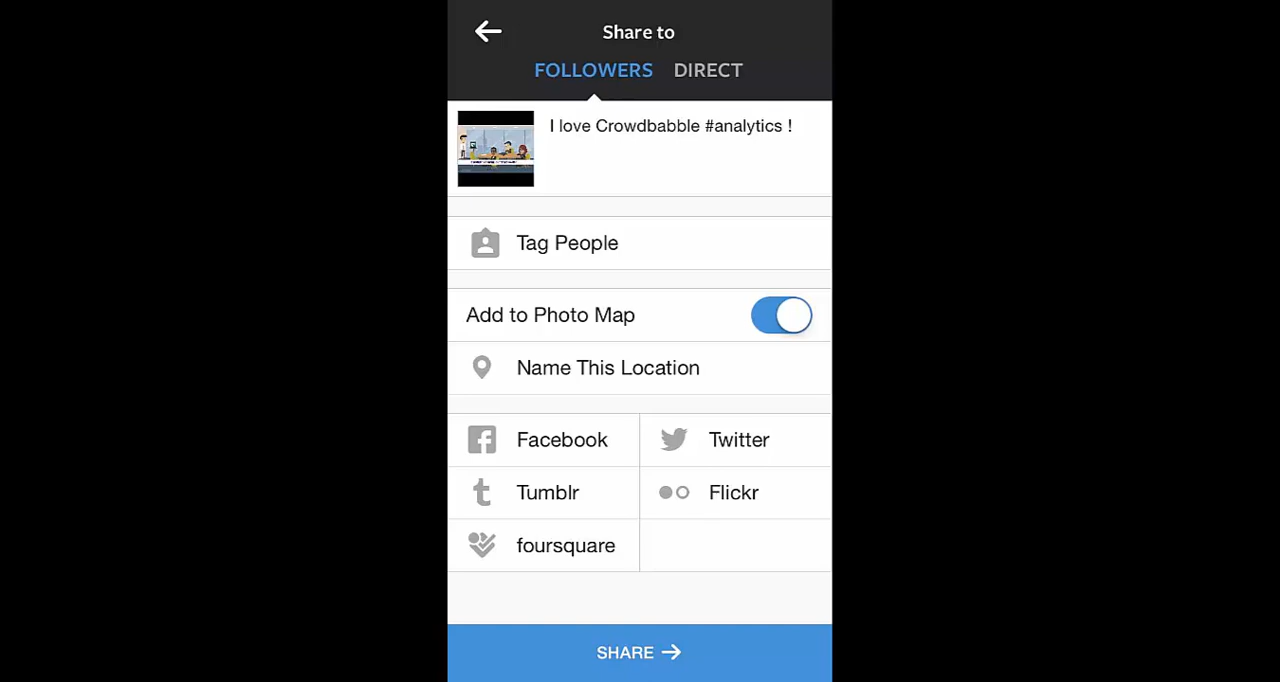 Share to
FOLLOWERS DIRECT
I love Crowdbabble #analytics !
Tag People
Add to Photo Map
Name This Location
Facebook
Twitter
Tumblr
Flickr
foursquare
SHARE